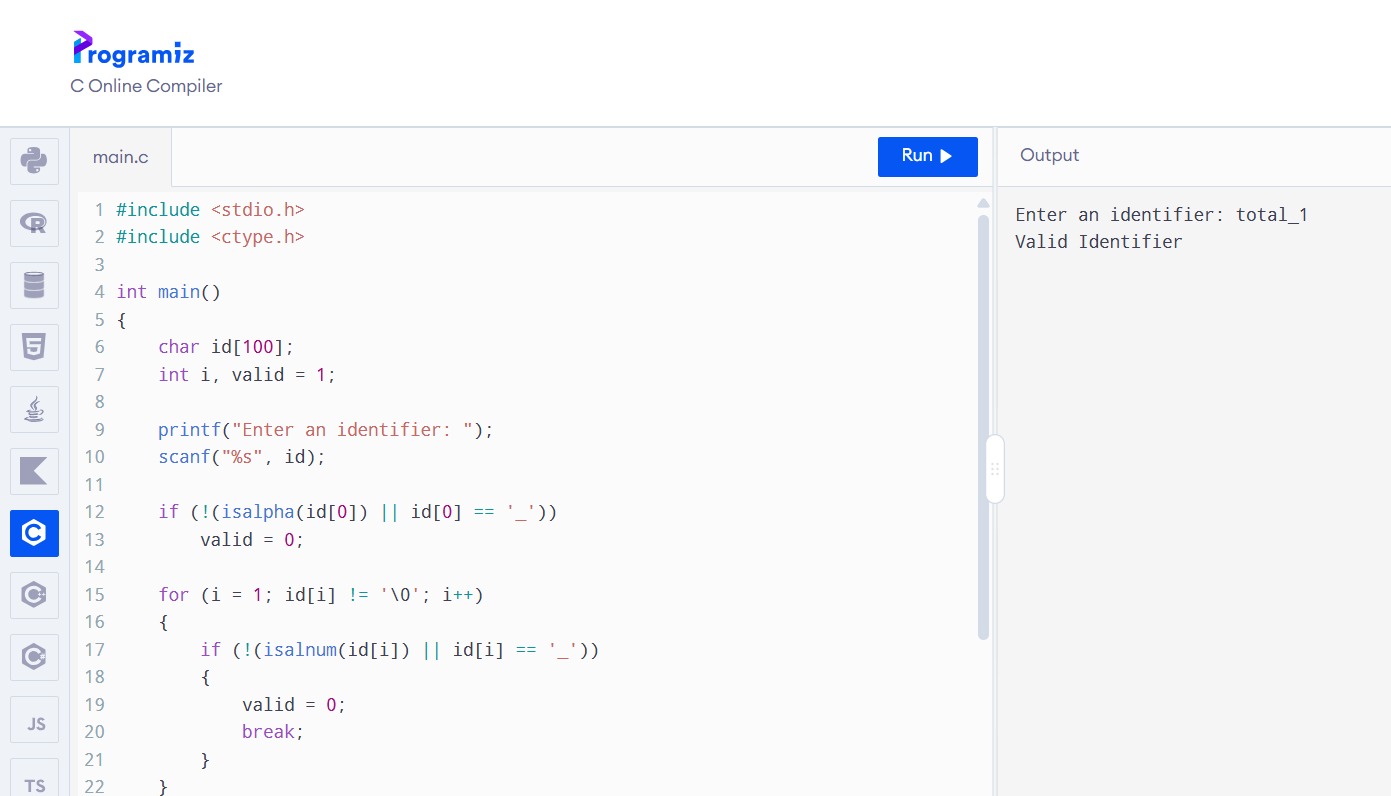 Programiz
C Online Compiler
main.c
Run
Output
1 #include <stdio.h>
2 #include <ctype.h>
3
4 int main()
5 {
6     char id[100];
7     int i, valid = 1;
8
9     printf("Enter an identifier: ");
10     scanf("%s", id);
11
12     if (!(isalpha(id[0]) || id[0] == '_'))
13         valid = 0;
14
15     for (i = 1; id[i] != '\0'; i++)
16     {
17         if (!(isalnum(id[i]) || id[i] == '_'))
18         {
19             valid = 0;
20             break;
21         }
22     }
Enter an identifier: total_1
Valid Identifier
R
5
C
C
C
JS
TS